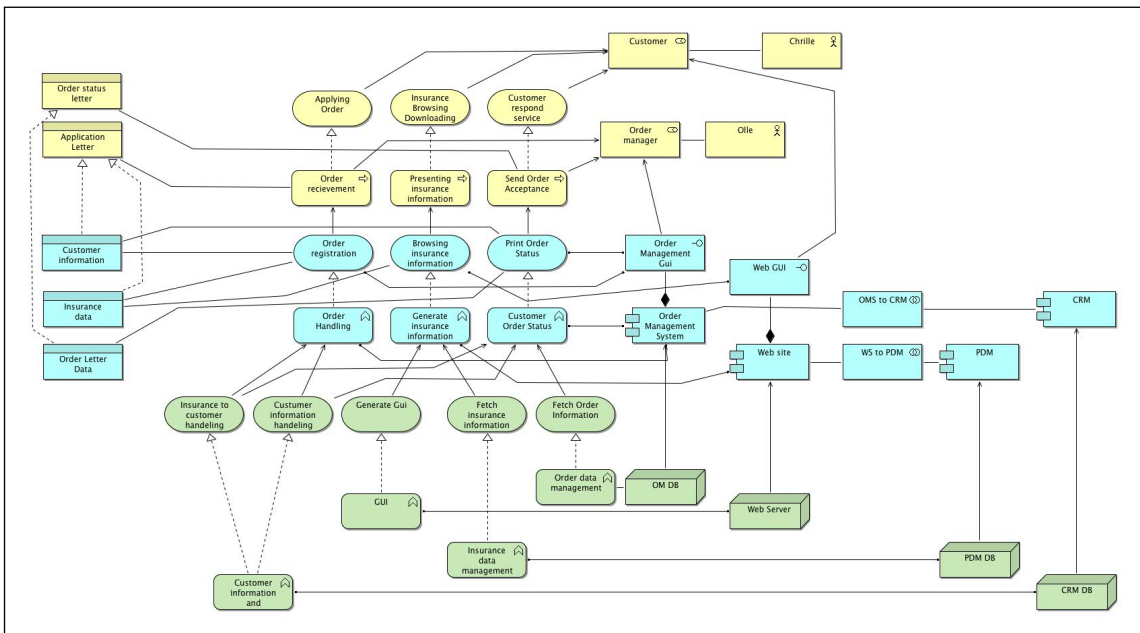 Customer
Chrille
Order status
letter
Applying
Order
Insurance
Browsing
Downloading
Customer
respond
service
Application
Letter
Order
manager
Olle
Order
recievement
Presenting
insurance
information
Send Order
Acceptance
Customer
information
Order
registration
Browsing
insurance
information
Print Order
Status
Order
Management
Gui
Web GUI
Insurance
data
Order
Handling
Generate
insurance
information
Customer
Order Status
Order
Management
System
OMS to CRM
CRM
Order Letter
Data
Web site
WS to PDM
PDM
Insurance to
customer
handeling
Custumer
information
handeling
Generate Gui
Fetch
insurance
information
Fetch Order
Information
Order data
management
OM DB
GUI
Web Server
Insurance
data
management
PDM DB
Customer
information
and
CRM DB